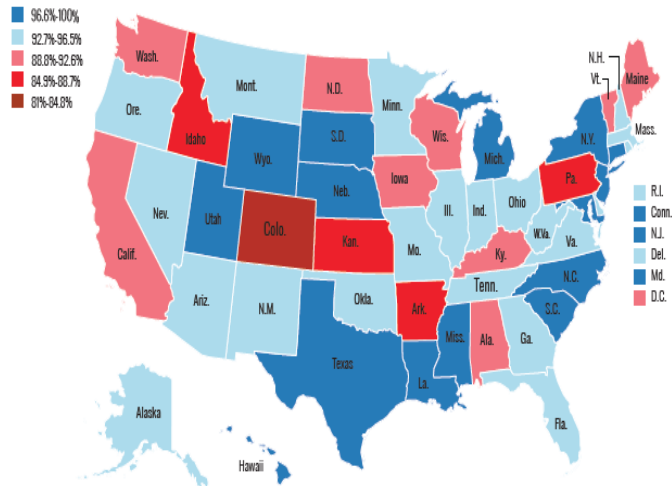 96.6%-100%
92.7%-96.5%
88.8%-92.6%
84.9%-88.7%
81%-84.8%
Wash.
Mont.
N.D.
Minn.
N.H.
Vt.
Maine
Ore.
Idaho
S.D.
Wis.
Mich.
N.Y.
Mass.
Wyo.
Neb.
Iowa
Pa.
Nev.
Utah
Colo.
Kan.
Mo.
Ill.
Ind.
Ohio
W.Va.
Va.
Calif.
Ky.
Tenn.
N.C.
S.C.
Ariz.
N.M.
Okla.
Ark.
Texas
La.
Miss.
Ala.
Ga.
Fla.
Alaska
Hawaii
R.I.
Conn.
N.J.
Del.
Md.
D.C.